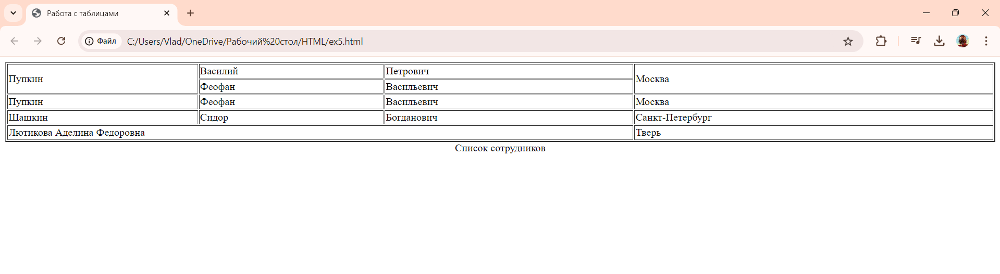 Работа с таблицами
Файл C:/Users/Vlad/OneDrive/Рабочий%20стол/HTML/ex5.html
Пупкин Василий Петрович Москва
Феофан Васильевич
Пупкин Феофан Васильевич Москва
Шашкин Сидор Богданович Санкт-Петербург
Лютикова Аделина Федоровна Тверь
Список сотрудников